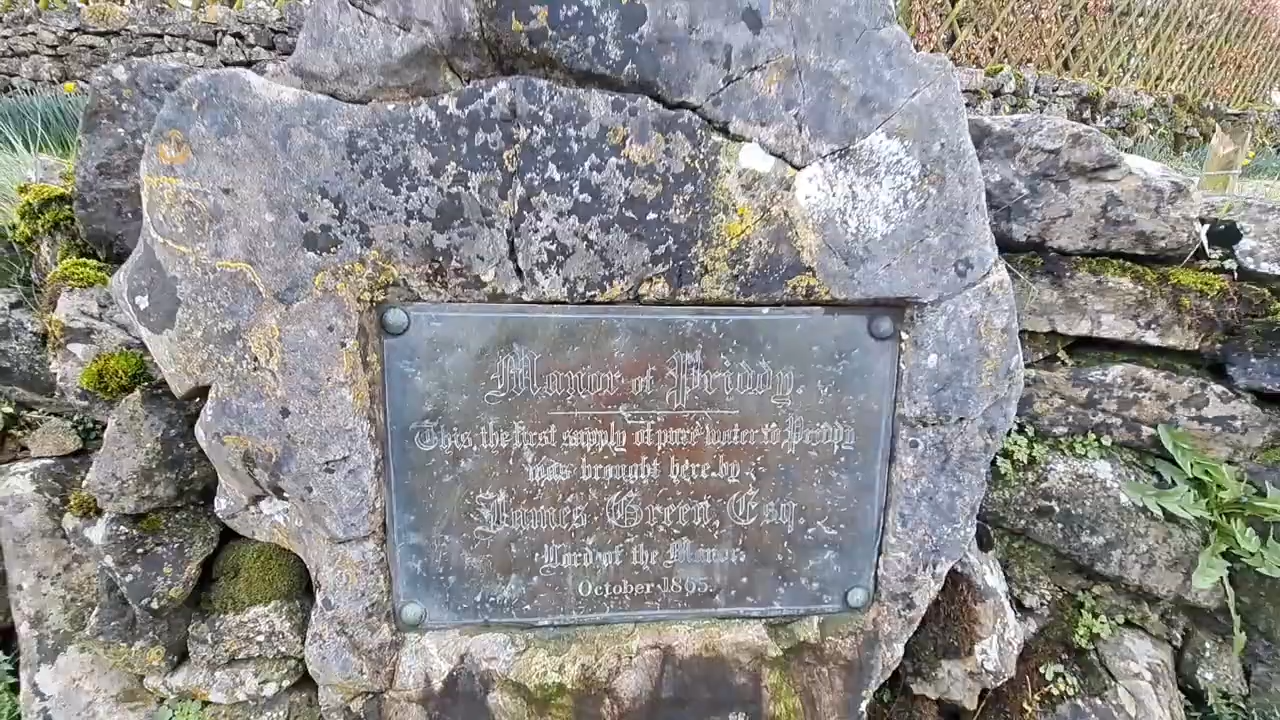 Manor of Priddy.
This, the first supply of pure water to Priddy
was brought here by
James Green, Esq.
Lord of the Manor.
October 1865.